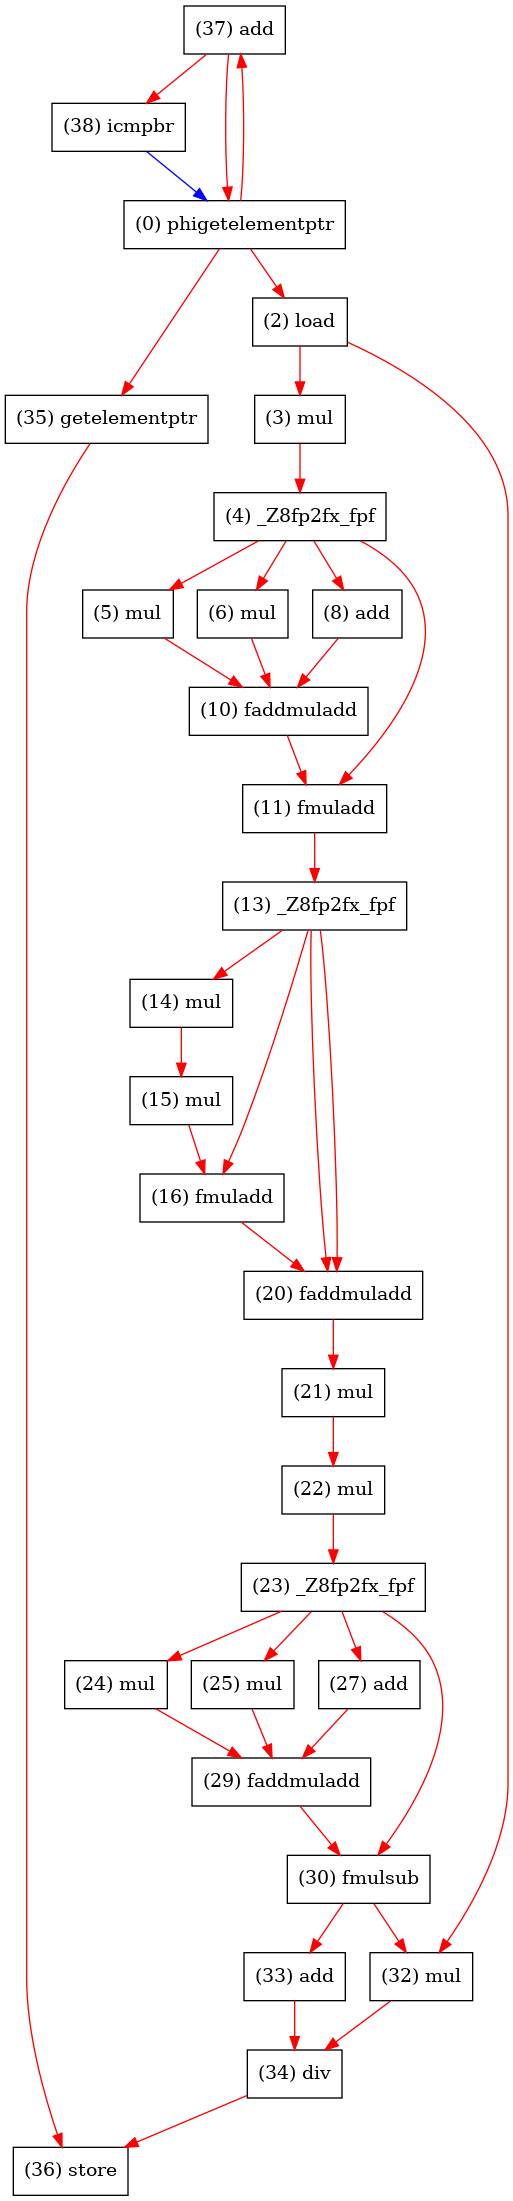 (37) add
(38) icmpbr
(0) phigetelementptr
(2) load
(35) getelementptr
(3) mul
(4) _Z8fp2fx_fpf
(5) mul
(6) mul
(8) add
(10) faddmuladd
(11) fmuladd
(13) _Z8fp2fx_fpf
(14) mul
(15) mul
(16) fmuladd
(20) faddmuladd
(21) mul
(22) mul
(23) _Z8fp2fx_fpf
(24) mul
(25) mul
(27) add
(29) faddmuladd
(30) fmulsub
(33) add
(32) mul
(34) div
(36) store